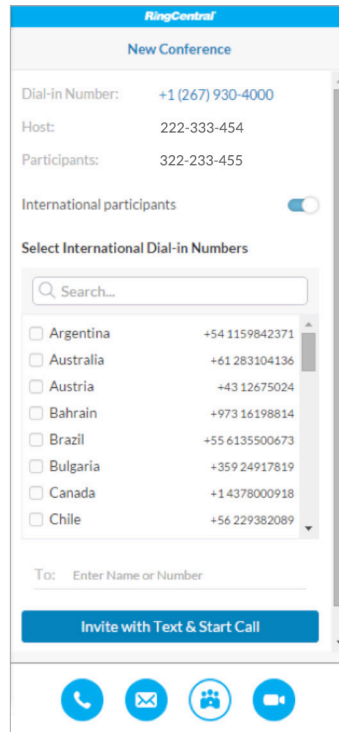 RingCentral
New Conference
Dial-in Number: +1 (267) 930-4000
Host: 222-333-454
Participants: 322-233-455
International participants
Select International Dial-in Numbers
Search...
Argentina +54 1159842371
Australia +61 283104136
Austria +43 12675024
Bahrain +973 16198814
Brazil +55 6135500673
Bulgaria +359 24917819
Canada +1 4378000918
Chile +56 229382089
To: Enter Name or Number
Invite with Text & Start Call